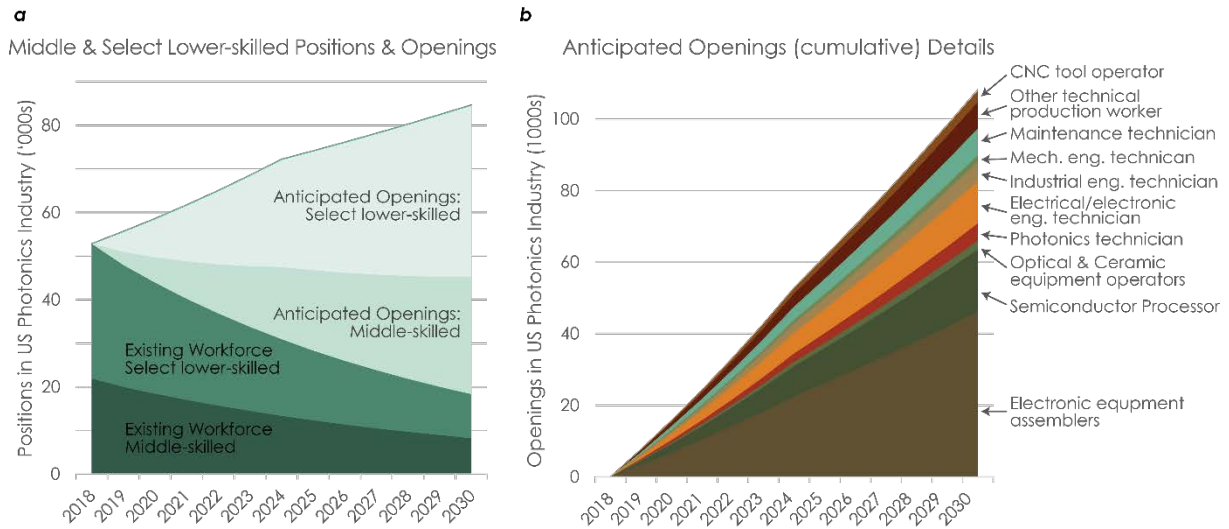 a
Middle & Select Lower-skilled Positions & Openings
Positions in US Photonics Industry ('000s)
80
60
40
20
0
Anticipated Openings:
Select lower-skilled
Anticipated Openings:
Middle-skilled
Existing Workforce
Select lower-skilled
Existing Workforce
Middle-skilled
2018
2019
2020
2021
2022
2023
2024
2025
2026
2027
2028
2029
2030
b
Anticipated Openings (cumulative) Details
Openings in US Photonics Industry (1000s)
100
80
60
40
20
0
2018
2019
2020
2021
2022
2023
2024
2025
2026
2027
2028
2029
2030
CNC tool operator
Other technical
production worker
Maintenance technician
Mech. eng. technican
Industrial eng. technician
Electrical/electronic
eng. technician
Photonics technician
Optical & Ceramic
equipment operators
Semiconductor Processor
Electronic equpment
assemblers